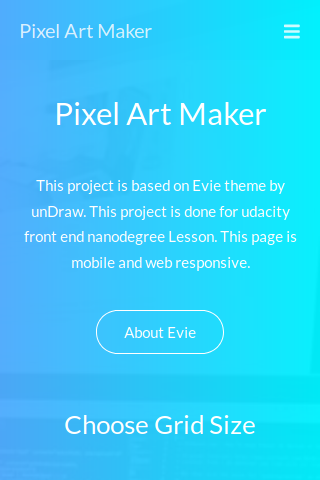 Pixel Art Maker
Pixel Art Maker
This project is based on Evie theme by
unDraw. This project is done for udacity
front end nanodegree Lesson. This page is
mobile and web responsive.
About Evie
Choose Grid Size